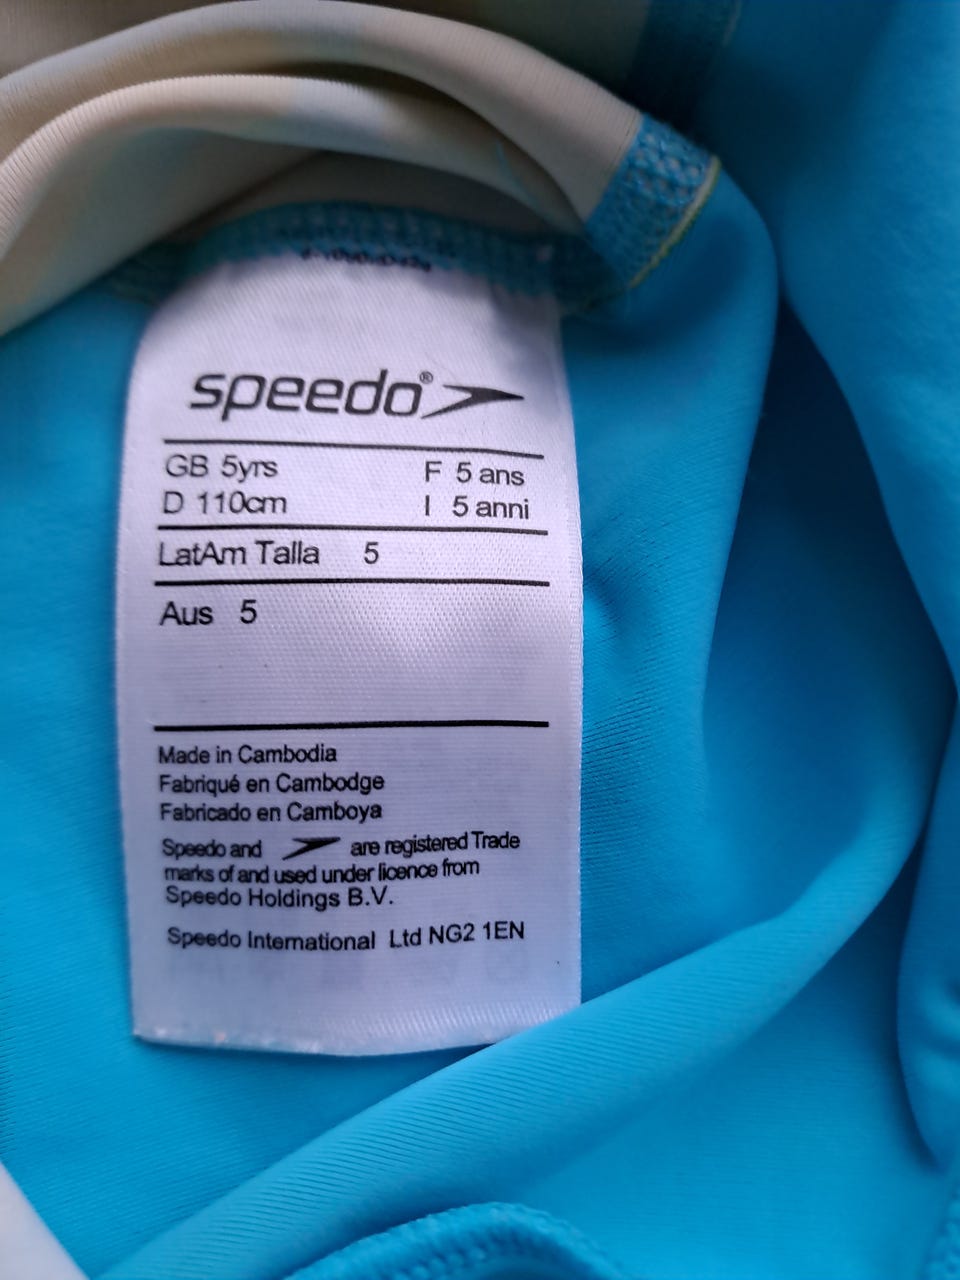 speedo®
GB 5yrs F 5 ans
D 110cm I 5 anni
LatAm Talla 5
Aus 5
Made in Cambodia
Fabriqué en Cambodge
Fabricado en Camboya
Speedo and are registered Trade
marks of and used under licence from
Speedo Holdings B.V.
Speedo International Ltd NG2 1EN